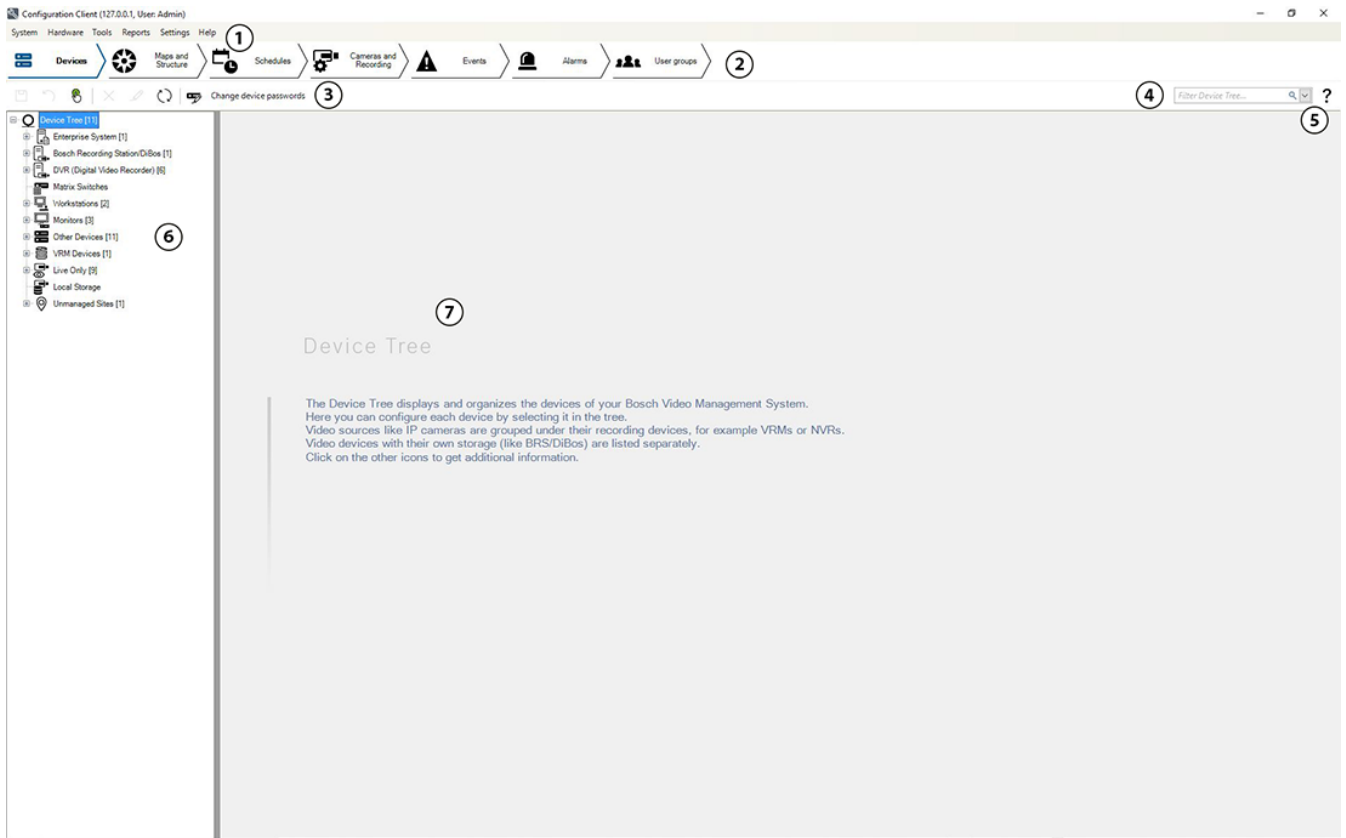 Configuration Client (127.0.0.1, User: Admin)
System Hardware Tools Reports Settings Help
1
Devices
Maps and
Structure
Schedules
Cameras and
Recording
Events
Alarms
User groups
2
Change device passwords
3
4
Filter Device Tree...
?
5
Device Tree [11]
Enterprise System [1]
Bosch Recording Station/DiBos [1]
DVR (Digital Video Recorder) [6]
Matrix Switches
Workstations [2]
Monitors [3]
Other Devices [11]
VRM Devices [1]
Live Only [9]
Local Storage
Unmanaged Sites [1]
6
7
Device Tree
The Device Tree displays and organizes the devices of your Bosch Video Management System.
Here you can configure each device by selecting it in the tree.
Video sources like IP cameras are grouped under their recording devices, for example VRMs or NVRs.
Video devices with their own storage (like BRS/DiBos) are listed separately.
Click on the other icons to get additional information.